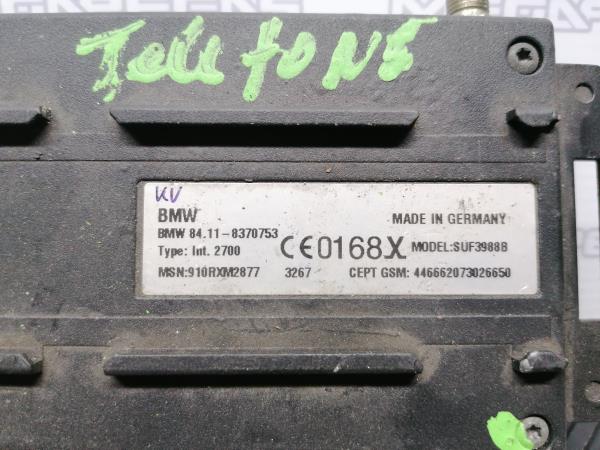 Telefone
KV
BMW
MADE IN GERMANY
BMW 84.11-8370753
Type: Int. 2700
CE0168X
MODEL:SUF3988B
MSN:910RXM2877 3267 CEPT GSM: 446662073026650